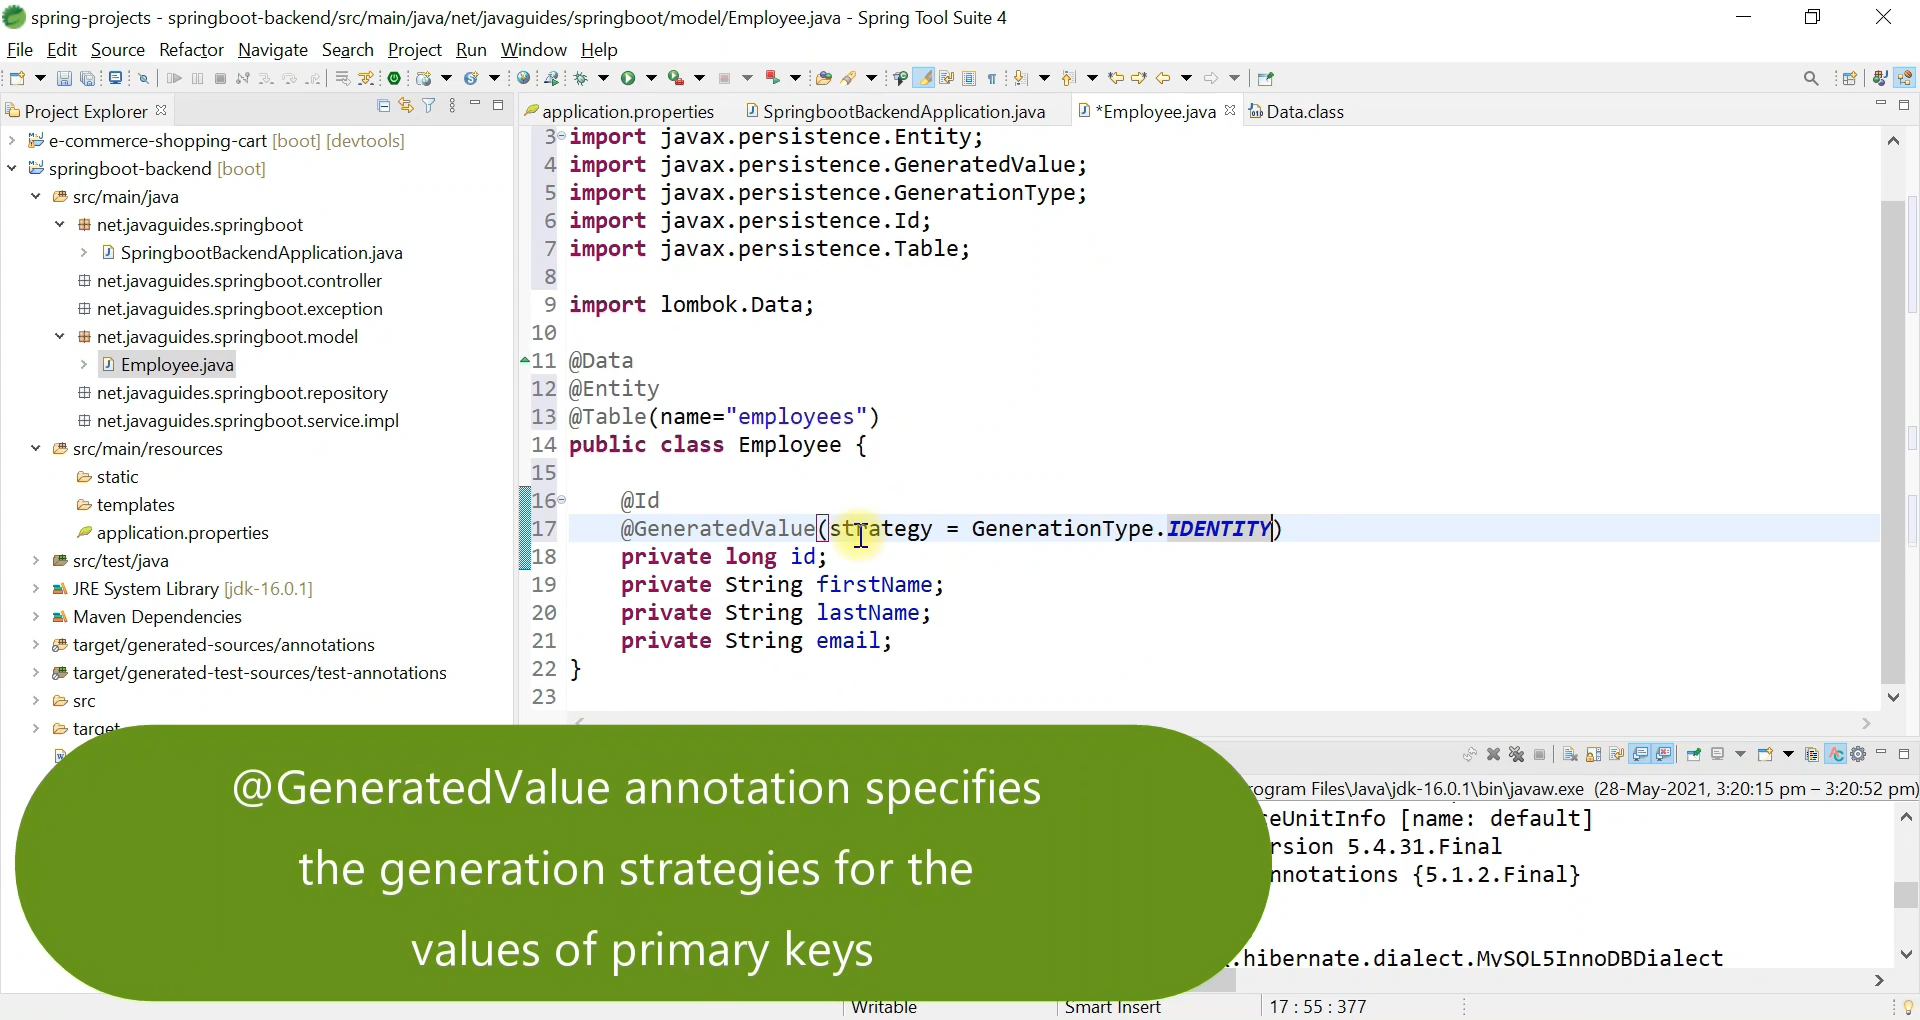 spring-projects - springboot-backend/src/main/java/net/javaguides/springboot/model/Employee.java - Spring Tool Suite 4
File Edit Source Refactor Navigate Search Project Run Window Help
Project Explorer
application.properties SpringbootBackendApplication.java *Employee.java Data.class
e-commerce-shopping-cart [boot] [devtools]
springboot-backend [boot]
src/main/java
net.javaguides.springboot
SpringbootBackendApplication.java
net.javaguides.springboot.controller
net.javaguides.springboot.exception
net.javaguides.springboot.model
Employee.java
net.javaguides.springboot.repository
net.javaguides.springboot.service.impl
src/main/resources
static
templates
application.properties
src/test/java
JRE System Library [jdk-16.0.1]
Maven Dependencies
target/generated-sources/annotations
target/generated-test-sources/test-annotations
src
target
3 import javax.persistence.Entity;
4 import javax.persistence.GeneratedValue;
5 import javax.persistence.GenerationType;
6 import javax.persistence.Id;
7 import javax.persistence.Table;
8
9 import lombok.Data;
10
11 @Data
12 @Entity
13 @Table(name="employees")
14 public class Employee {
15
16 @Id
17 @GeneratedValue(strategy = GenerationType.IDENTITY)
18 private long id;
19 private String firstName;
20 private String lastName;
21 private String email;
22 }
23
@GeneratedValue annotation specifies
the generation strategies for the
values of primary keys
ogram Files\Java\jdk-16.0.1\bin\javaw.exe (28-May-2021, 3:20:15 pm – 3:20:52 pm)
eUnitInfo [name: default]
rsion 5.4.31.Final
nnotations {5.1.2.Final}
.hibernate.dialect.MySQL5InnoDBDialect
Writable Smart Insert 17 : 55 : 377